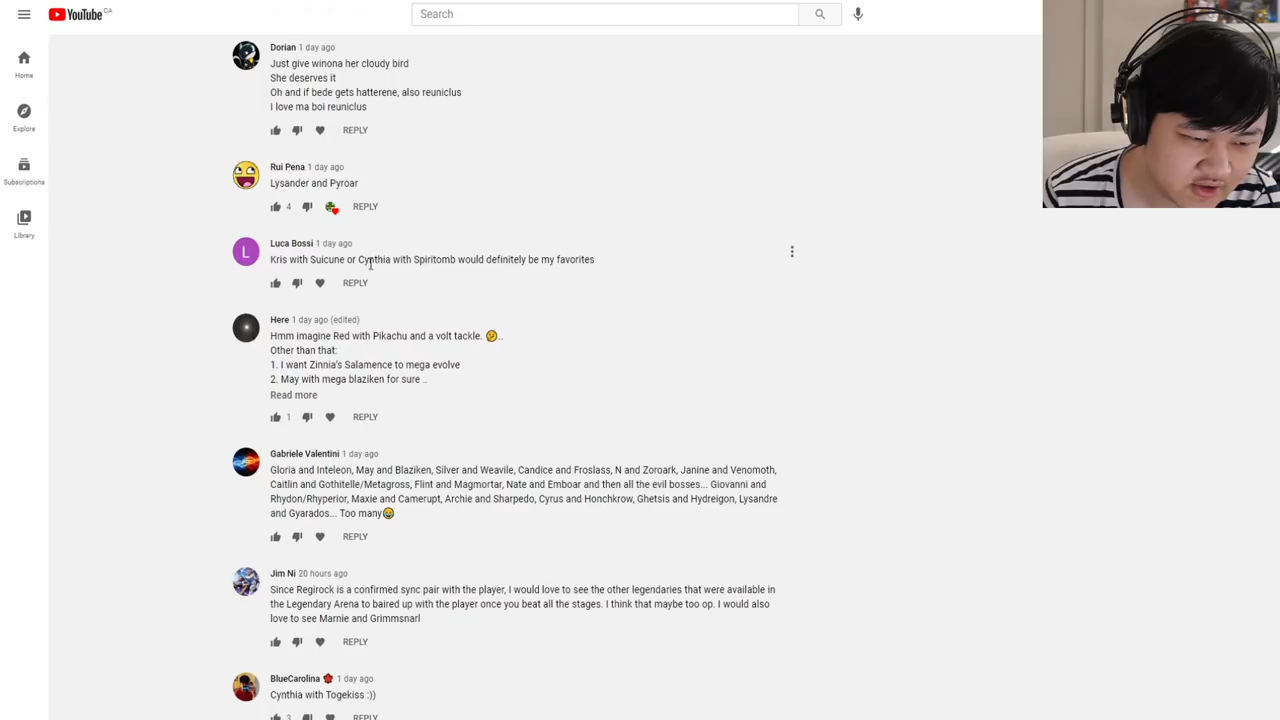 YouTube CA
Search
Home
Explore
Subscriptions
Library
Dorian 1 day ago
Just give winona her cloudy bird
She deserves it
Oh and if bede gets hatterene, also reuniclus
I love ma boi reuniclus
REPLY
Rui Pena 1 day ago
Lysander and Pyroar
4 REPLY
L
Luca Bossi 1 day ago
Kris with Suicune or Cynthia with Spiritomb would definitely be my favorites
REPLY
Here 1 day ago (edited)
Hmm imagine Red with Pikachu and a volt tackle. 🤔..
Other than that:
1. I want Zinnia's Salamence to mega evolve
2. May with mega blaziken for sure ..
Read more
1 REPLY
Gabriele Valentini 1 day ago
Gloria and Inteleon, May and Blaziken, Silver and Weavile, Candice and Froslass, N and Zoroark, Janine and Venomoth,
Caitlin and Gothitelle/Metagross, Flint and Magmortar, Nate and Emboar and then all the evil bosses... Giovanni and
Rhydon/Rhyperior, Maxie and Camerupt, Archie and Sharpedo, Cyrus and Honchkrow, Ghetsis and Hydreigon, Lysandre
and Gyarados... Too many😂
REPLY
Jim Ni 20 hours ago
Since Regirock is a confirmed sync pair with the player, I would love to see the other legendaries that were available in
the Legendary Arena to baired up with the player once you beat all the stages. I think that maybe too op. I would also
love to see Marnie and Grimmsnarl
REPLY
BlueCarolina 1 day ago
Cynthia with Togekiss :))
3 REPLY